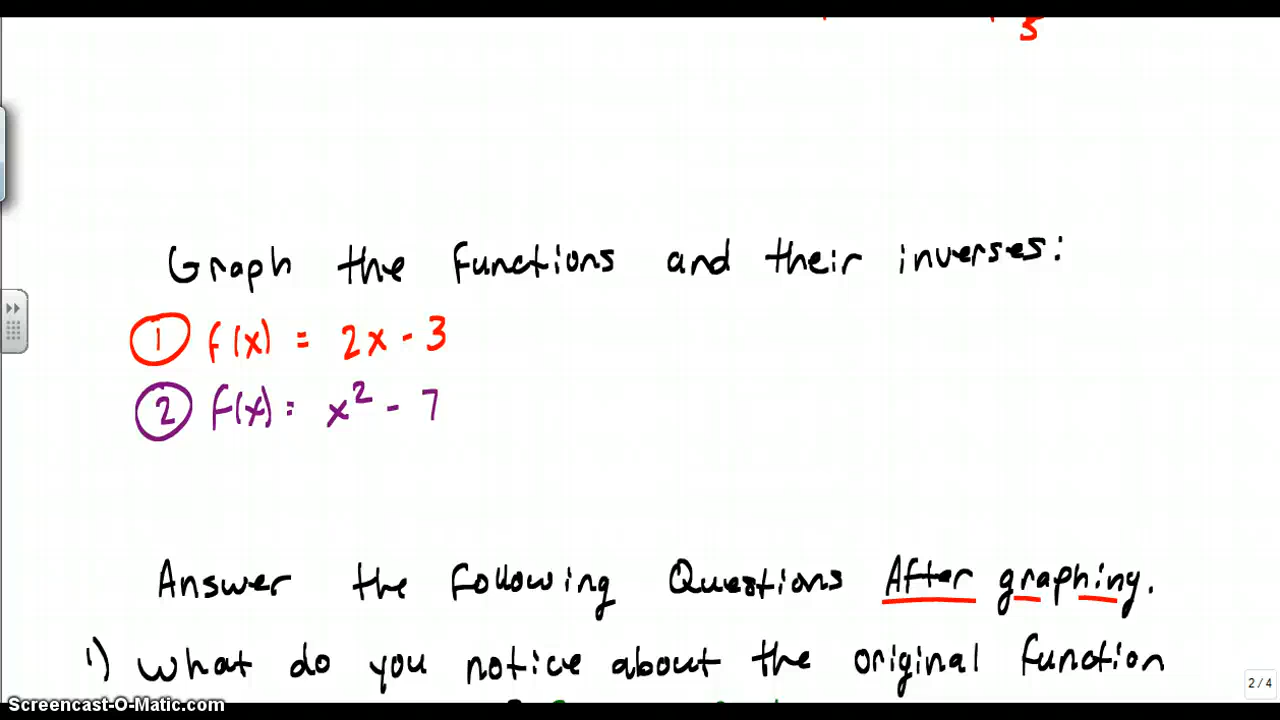 5
Graph the functions and their inverses:
① f(x) = 2x - 3
② f(x) = x² - 7
Answer the following Questions After graphing.
1) What do you notice about the original function
2/4
Screencast-O-Matic.com